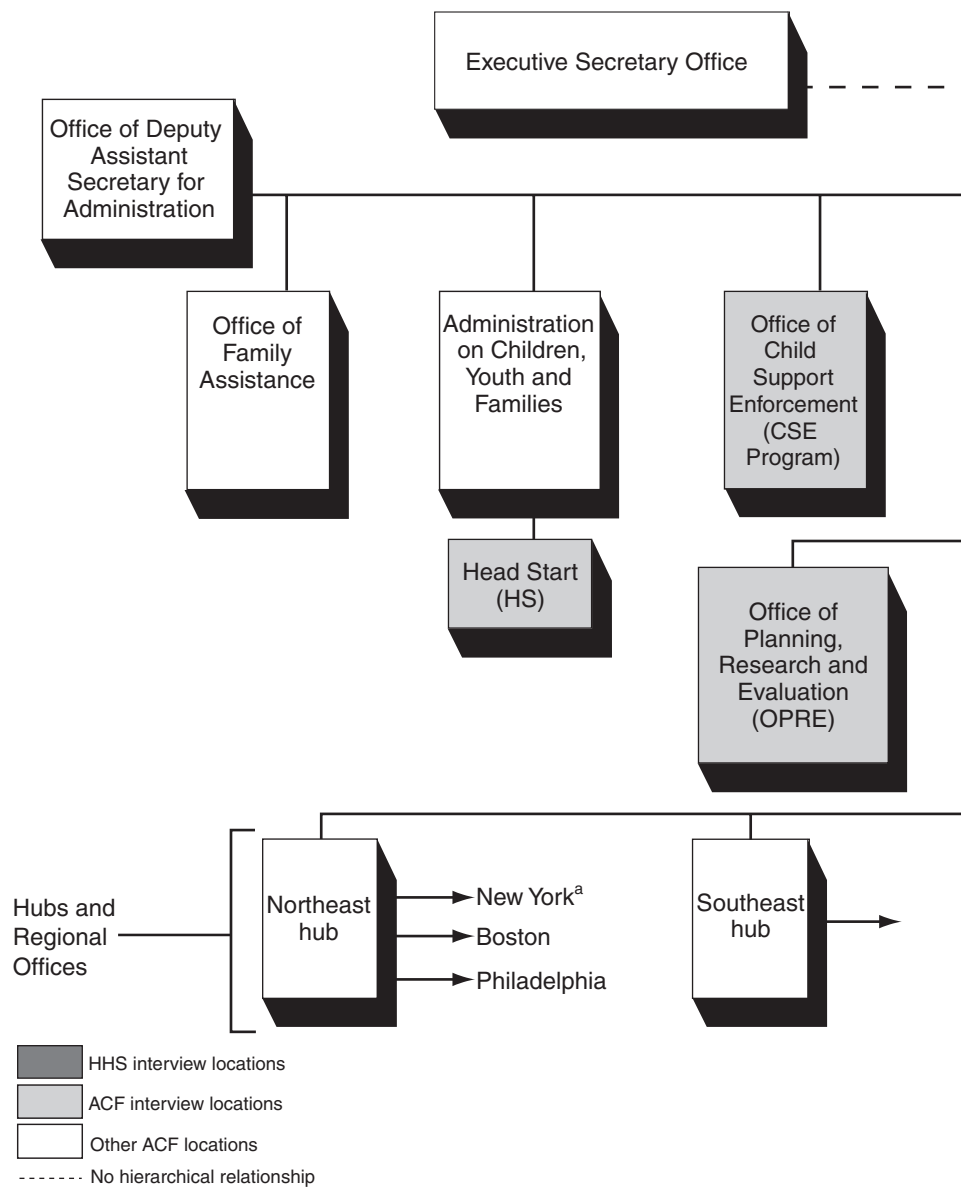 Executive Secretary Office
Office of Deputy
Assistant
Secretary for
Administration
Office of
Family
Assistance
Administration
on Children,
Youth and
Families
Office of
Child
Support
Enforcement
(CSE
Program)
Head Start
(HS)
Office of
Planning,
Research and
Evaluation
(OPRE)
Hubs and
Regional
Offices
Northeast
hub
New Yorkᵃ
Boston
Philadelphia
Southeast
hub
HHS interview locations
ACF interview locations
Other ACF locations
No hierarchical relationship